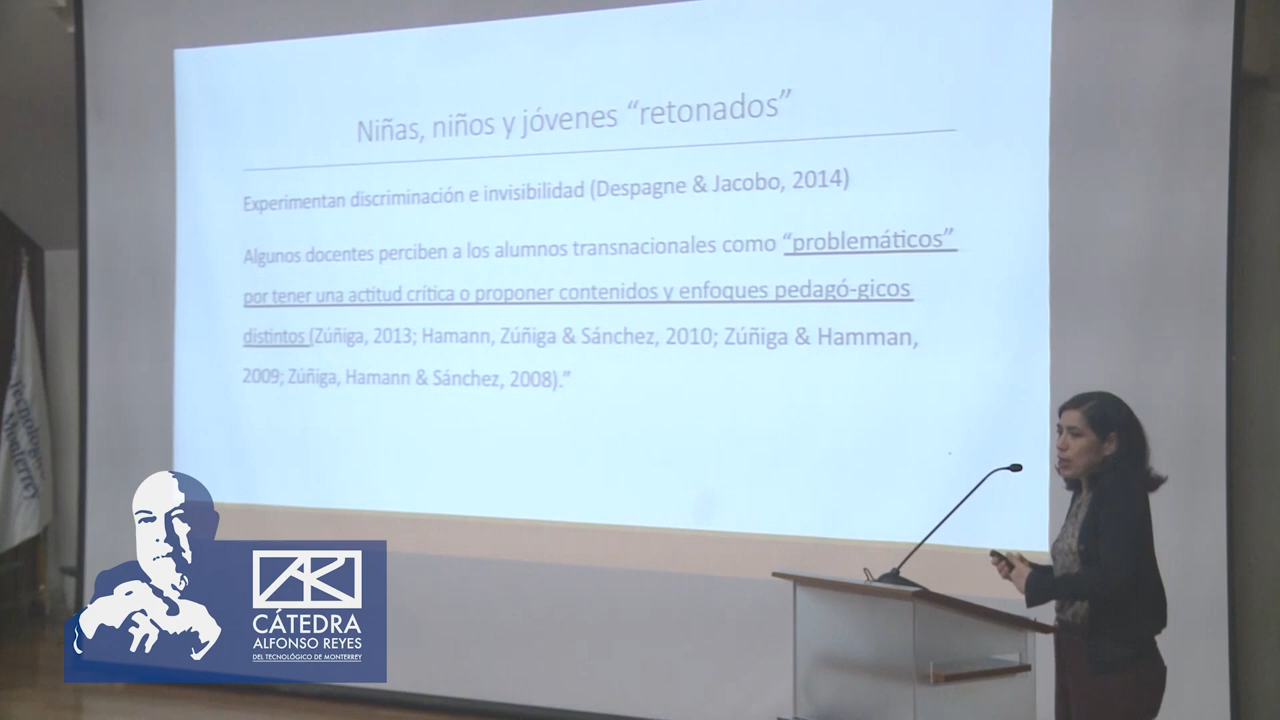 Niñas, niños y jóvenes “retonados”
Experimentan discriminación e invisibilidad (Despagne & Jacobo, 2014)
Algunos docentes perciben a los alumnos transnacionales como “problemáticos”
por tener una actitud crítica o proponer contenidos y enfoques pedagó-gicos
distintos (Zúñiga, 2013; Hamann, Zúñiga & Sánchez, 2010; Zúñiga & Hamman,
2009; Zúñiga, Hamann & Sánchez, 2008).”
Tecnológico
Monterrey
CÁTEDRA
ALFONSO REYES
DEL TECNOLÓGICO DE MONTERREY